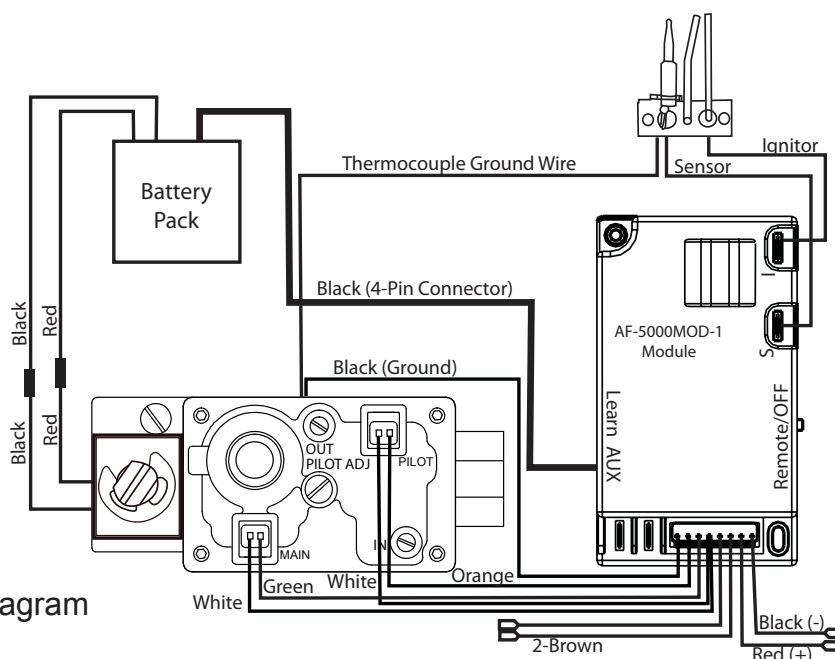 Ignitor
Thermocouple Ground Wire
Sensor
Battery
Pack
Black (4-Pin Connector)
I
Black
Red
AF-5000MOD-1
Module
S
Black (Ground)
Learn AUX
Remote/OFF
Black
Red
OUT
PILOT ADJ
PILOT
MAIN
IN
Green
White
Orange
White
agram
2-Brown
Black (-)
Red (+)